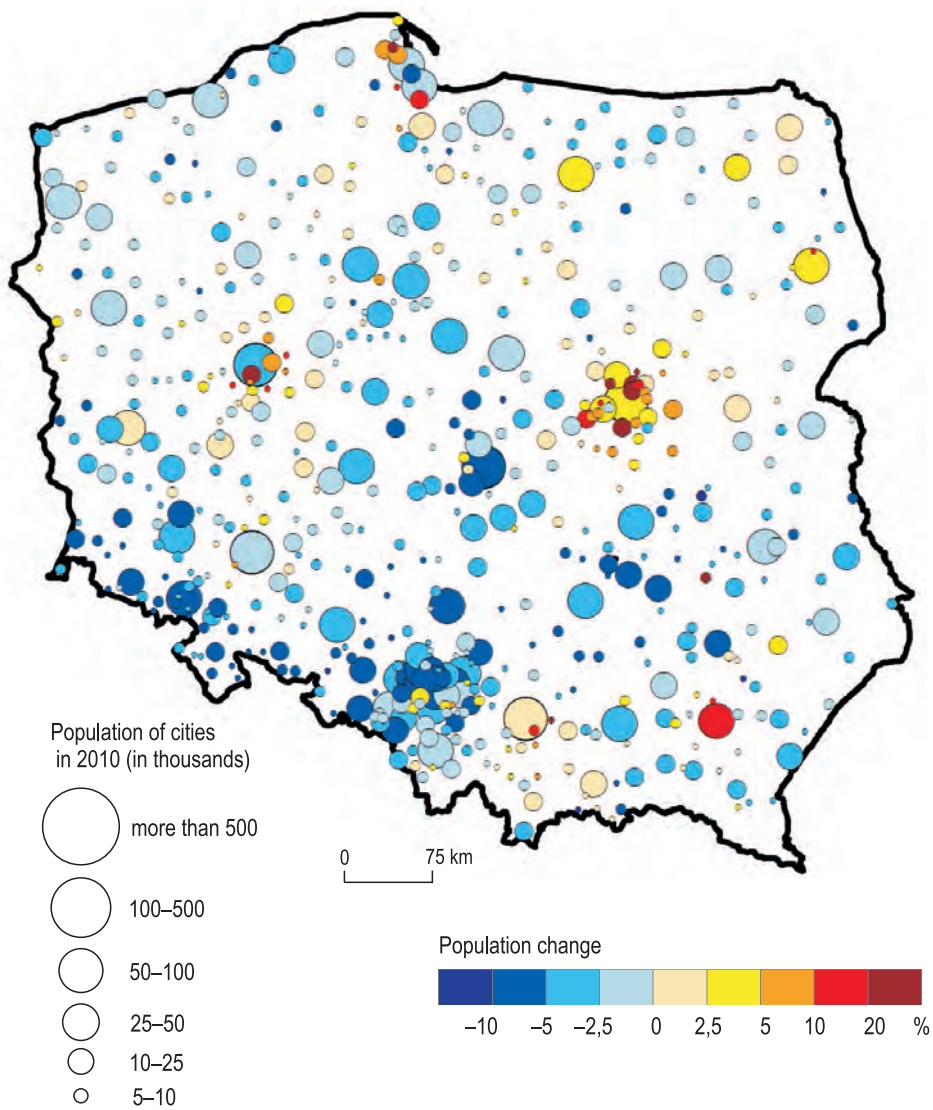 Population of cities
in 2010 (in thousands)
more than 500
100–500
50–100
25–50
10–25
5–10
0 75 km
Population change
–10 –5 –2,5 0 2,5 5 10 20 %